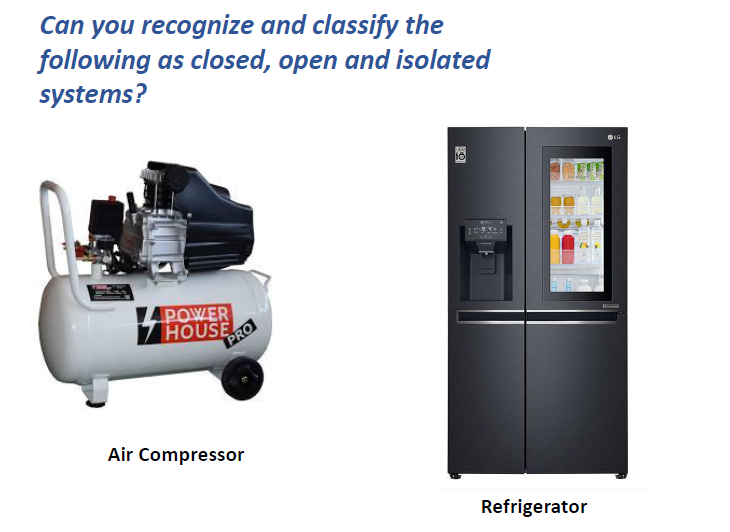 Can you recognize and classify the
following as closed, open and isolated
systems?
LG
POWER
HOUSE
PRO
Air Compressor
Refrigerator